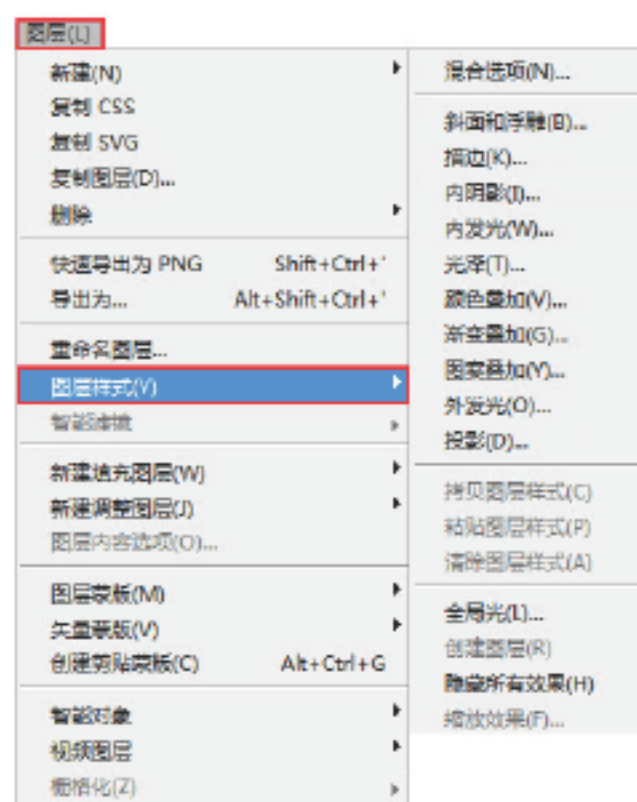 图层(L)
新建(N)
复制 CSS
复制 SVG
复制图层(D)...
删除
快速导出为 PNG Shift+Ctrl+'
导出为... Alt+Shift+Ctrl+'
重命名图层...
图层样式(Y)
智能滤镜
新建填充图层(W)
新建调整图层(J)
图层内容选项(O)...
图层蒙版(M)
矢量蒙版(V)
创建剪贴蒙版(C) Alt+Ctrl+G
智能对象
视频图层
栅格化(Z)
混合选项(N)...
斜面和浮雕(B)...
描边(K)...
内阴影(I)...
内发光(W)...
光泽(T)...
颜色叠加(V)...
渐变叠加(G)...
图案叠加(Y)...
外发光(O)...
投影(D)...
拷贝图层样式(C)
粘贴图层样式(P)
清除图层样式(A)
全局光(L)...
创建图层(R)
隐藏所有效果(H)
缩放效果(F)...